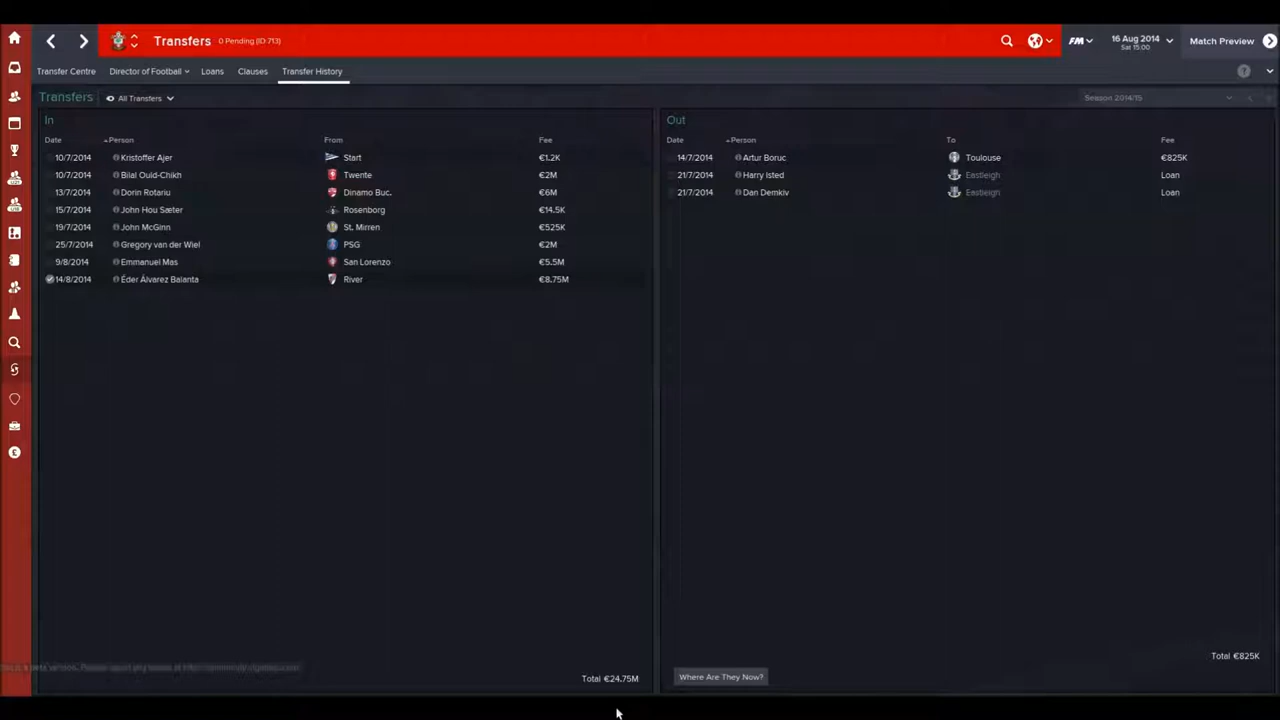 Transfers 0 Pending (ID:713) FM 16 Aug 2014 Match Preview
Sat 15:00
Transfer Centre Director of Football Loans Clauses Transfer History
Transfers All Transfers Season 2014/15
In
Date Person From Fee
10/7/2014 Kristoffer Ajer Start €1.2K
10/7/2014 Bilal Ould-Chikh Twente €2M
13/7/2014 Dorin Rotariu Dinamo Buc. €6M
15/7/2014 John Hou Sæter Rosenborg €14.5K
19/7/2014 John McGinn St. Mirren €525K
25/7/2014 Gregory van der Wiel PSG €2M
9/8/2014 Emmanuel Mas San Lorenzo €5.5M
14/8/2014 Éder Álvarez Balanta River €8.75M
Total €24.75M
Out
Date Person To Fee
14/7/2014 Artur Boruc Toulouse €825K
21/7/2014 Harry Isted Eastleigh Loan
21/7/2014 Dan Demkiv Eastleigh Loan
Total €825K
Where Are They Now?